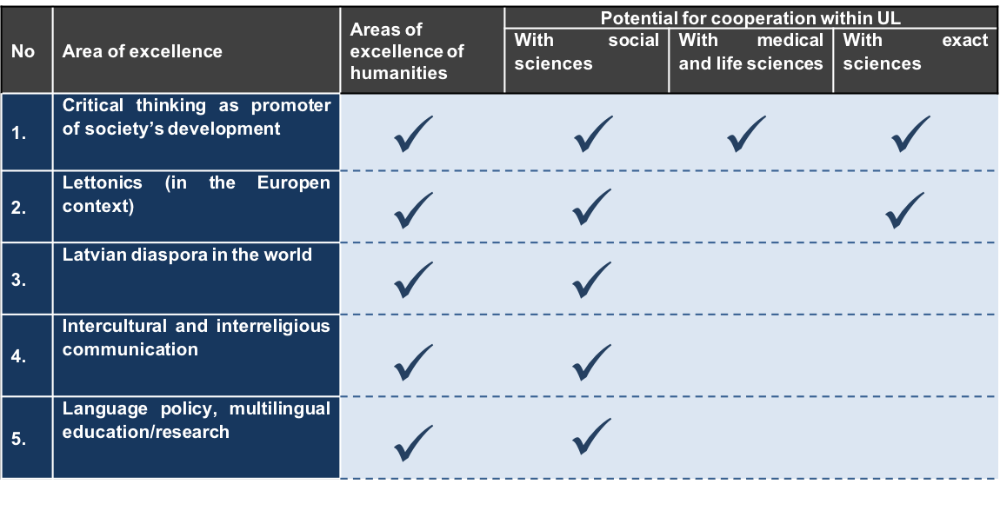 No
Area of excellence
Areas of
excellence of
humanities
Potential for cooperation within UL
With social
sciences
With medical
and life sciences
With exact
sciences
1.
Critical thinking as promoter
of society’s development
✓ ✓ ✓ ✓
2.
Lettonics (in the Europen
context)
✓ ✓ ✓
3.
Latvian diaspora in the world
✓ ✓
4.
Intercultural and interreligious
communication
✓ ✓
5.
Language policy, multilingual
education/research
✓ ✓